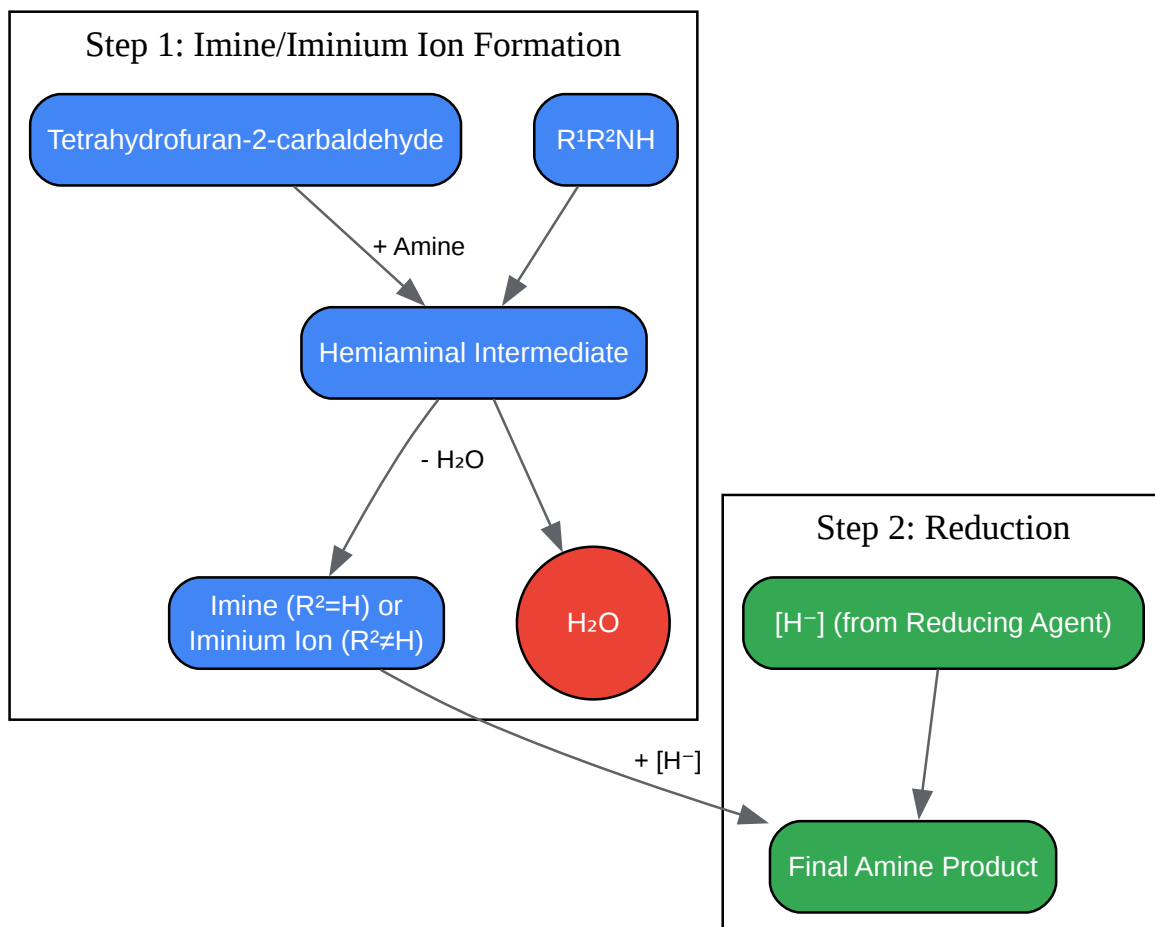 Step 1: Imine/Iminium Ion Formation
Tetrahydrofuran-2-carbaldehyde
R¹R²NH
+ Amine
Hemiaminal Intermediate
- H₂O
Imine (R²=H) or
Iminium Ion (R²≠H)
H₂O
Step 2: Reduction
[H⁻] (from Reducing Agent)
+ [H⁻]
Final Amine Product